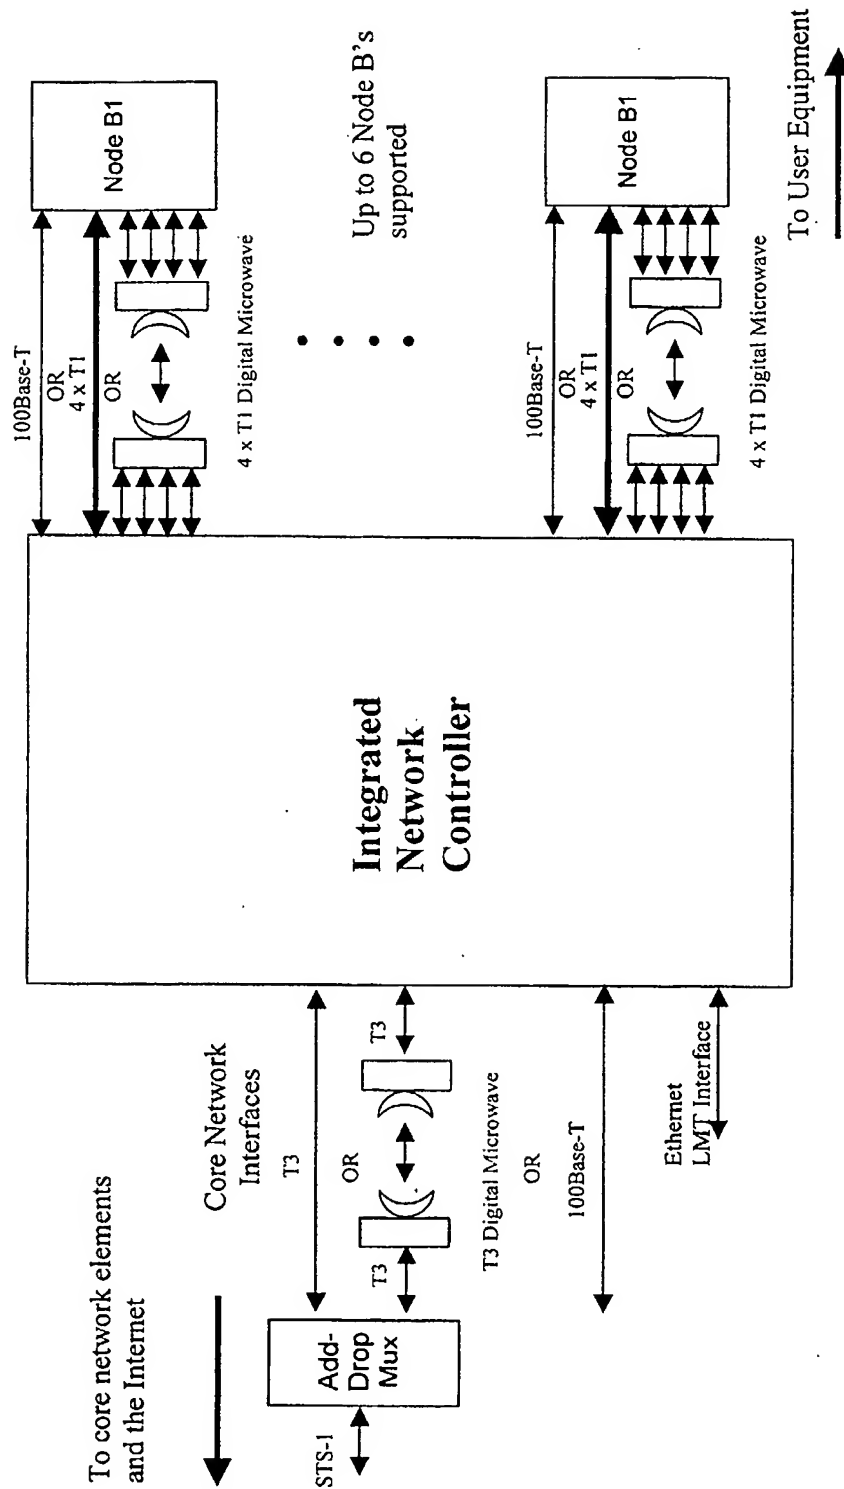 To core network elements
and the Internet
Core Network
Interfaces
T3
OR
T3
T3
T3 Digital Microwave
OR
100Base-T
Ethernet
LMT Interface
STS-1
Add-
Drop
Mux
Integrated
Network
Controller
100Base-T
OR
4 x T1
OR
4 x T1 Digital Microwave
Node B1
Up to 6 Node B's
supported
100Base-T
OR
4 x T1
OR
4 x T1 Digital Microwave
Node B1
To User Equipment